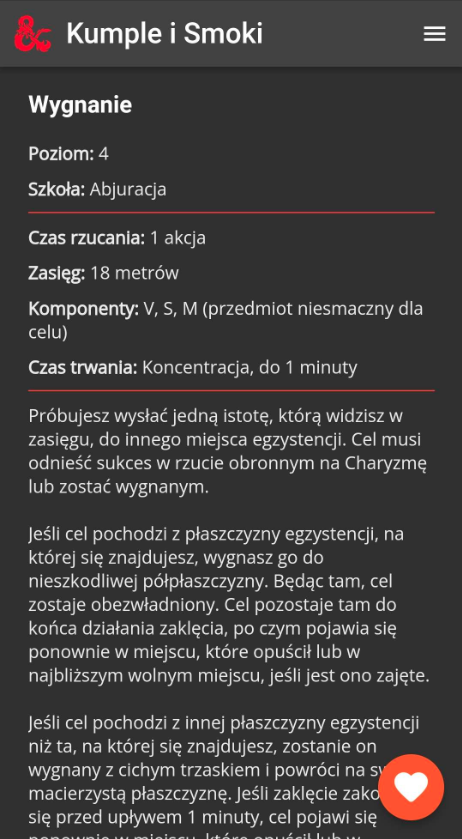 Kumple i Smoki
Wygnanie
Poziom: 4
Szkoła: Abjuracja
Czas rzucania: 1 akcja
Zasięg: 18 metrów
Komponenty: V, S, M (przedmiot niesmaczny dla
celu)
Czas trwania: Koncentracja, do 1 minuty
Próbujesz wysłać jedną istotę, którą widzisz w
zasięgu, do innego miejsca egzystencji. Cel musi
odnieść sukces w rzucie obronnym na Charyzmę
lub zostać wygnanym.
Jeśli cel pochodzi z płaszczyzny egzystencji, na
której się znajdujesz, wygnasz go do
nieszkodliwej półpłaszczyzny. Będąc tam, cel
zostaje obezwładniony. Cel pozostaje tam do
końca działania zaklęcia, po czym pojawia się
ponownie w miejscu, które opuścił lub w
najbliższym wolnym miejscu, jeśli jest ono zajęte.
Jeśli cel pochodzi z innej płaszczyzny egzystencji
niż ta, na której się znajdujesz, zostanie on
wygnany z cichym trzaskiem i powróci na
macierzystą płaszczyznę. Jeśli zaklęcie
się przed upływem 1 minuty, cel pojawi się
ponownie w miejscu, które opuścił lub w